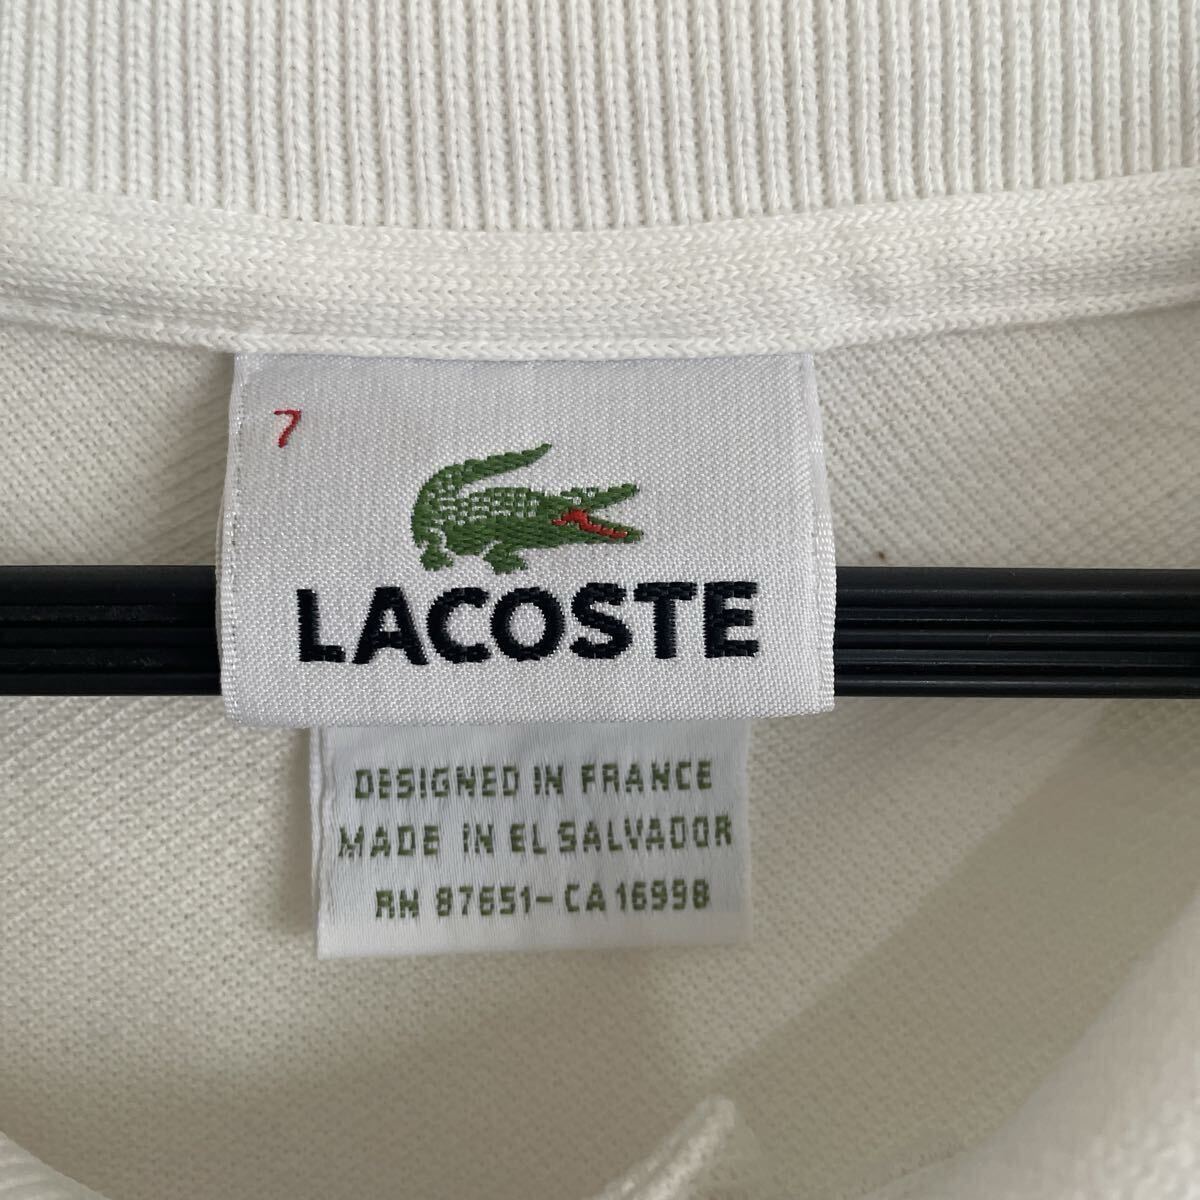 7
LACOSTE
DESIGNED IN FRANCE
MADE IN EL SALVADOR
RN 87651-CA 16998